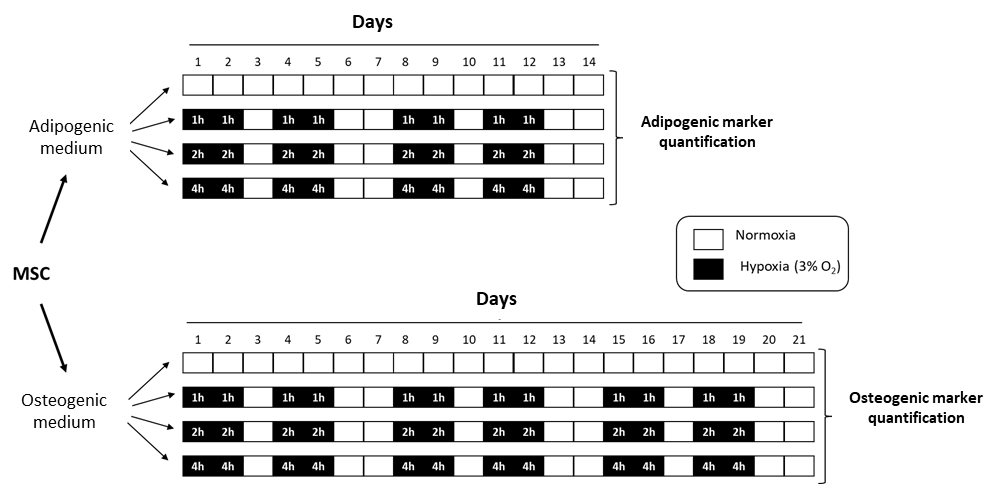 Days
1 2 3 4 5 6 7 8 9 10 11 12 13 14
1h 1h 1h 1h 1h 1h 1h 1h
Adipogenic
medium
2h 2h 2h 2h 2h 2h 2h 2h
4h 4h 4h 4h 4h 4h 4h 4h
Adipogenic marker
quantification
MSC
Normoxia
Hypoxia (3% O₂)
Days
1 2 3 4 5 6 7 8 9 10 11 12 13 14 15 16 17 18 19 20 21
1h 1h 1h 1h 1h 1h 1h 1h 1h 1h 1h 1h
Osteogenic
medium
2h 2h 2h 2h 2h 2h 2h 2h 2h 2h 2h 2h
4h 4h 4h 4h 4h 4h 4h 4h 4h 4h 4h 4h
Osteogenic marker
quantification